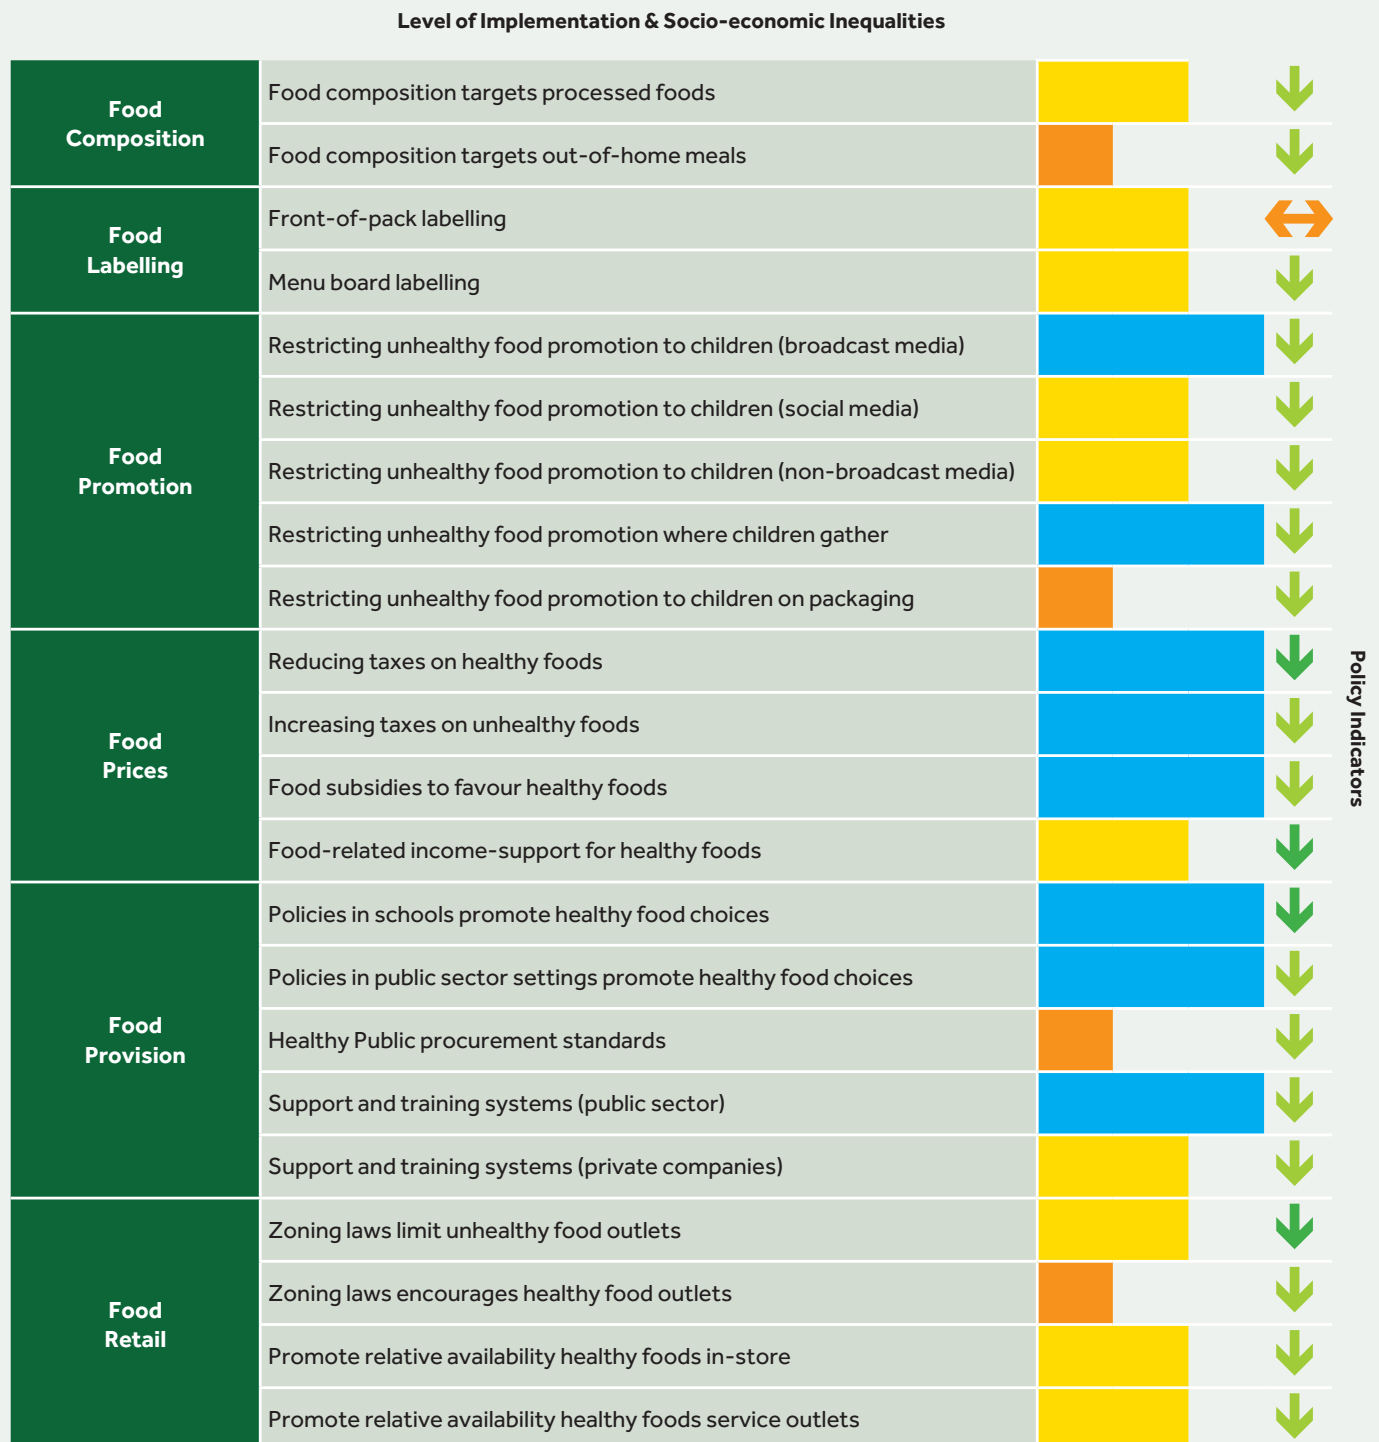 Level of Implementation & Socio-economic Inequalities
Food
Composition
Food composition targets processed foods
Food composition targets out-of-home meals
Food
Labelling
Front-of-pack labelling
Menu board labelling
Food
Promotion
Restricting unhealthy food promotion to children (broadcast media)
Restricting unhealthy food promotion to children (social media)
Restricting unhealthy food promotion to children (non-broadcast media)
Restricting unhealthy food promotion where children gather
Restricting unhealthy food promotion to children on packaging
Food
Prices
Reducing taxes on healthy foods
Increasing taxes on unhealthy foods
Food subsidies to favour healthy foods
Food-related income-support for healthy foods
Food
Provision
Policies in schools promote healthy food choices
Policies in public sector settings promote healthy food choices
Healthy Public procurement standards
Support and training systems (public sector)
Support and training systems (private companies)
Food
Retail
Zoning laws limit unhealthy food outlets
Zoning laws encourages healthy food outlets
Promote relative availability healthy foods in-store
Promote relative availability healthy foods service outlets
Policy Indicators